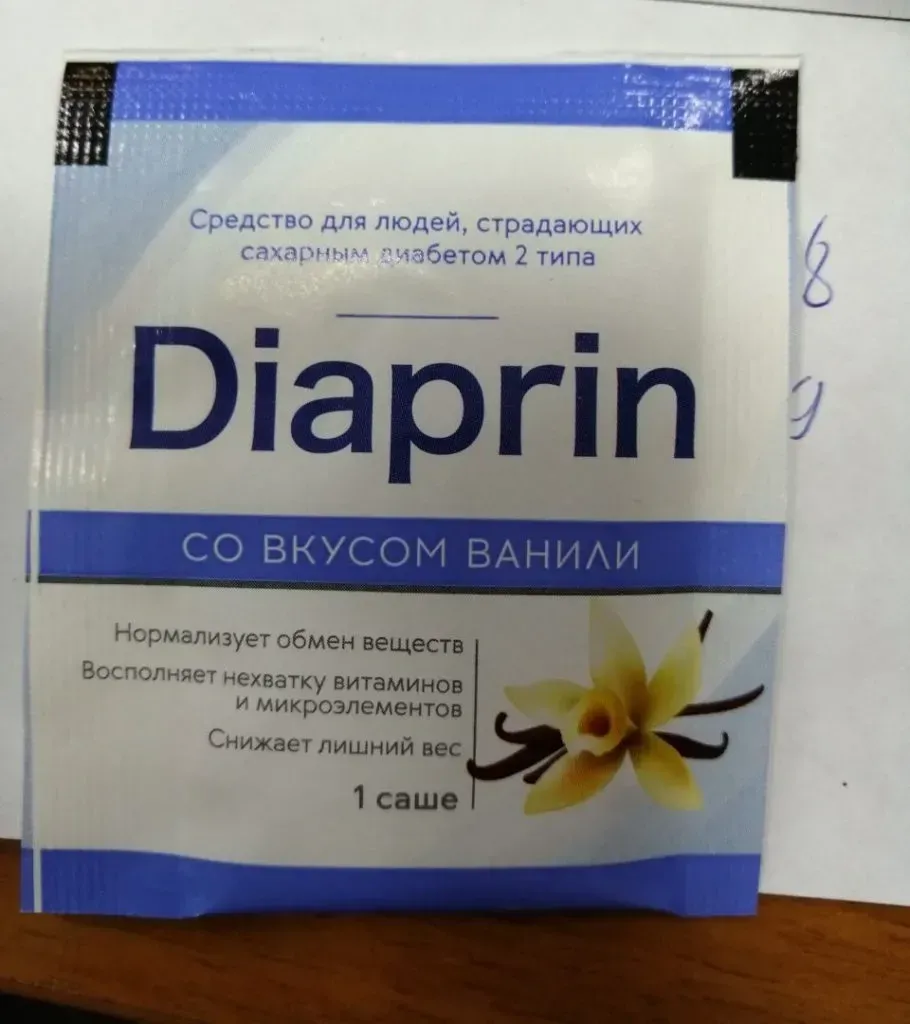 Средство для людей, страдающих
сахарным диабетом 2 типа
Diaprin
СО ВКУСОМ ВАНИЛИ
Нормализует обмен веществ
Восполняет нехватку витаминов
и микроэлементов
Снижает лишний вес
1 саше
8